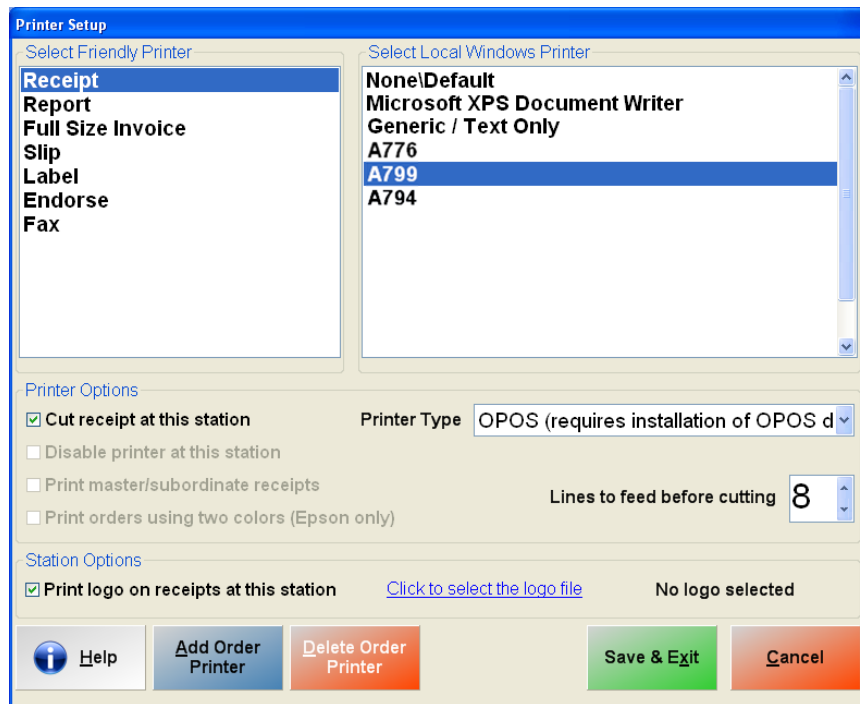 Printer Setup
Select Friendly Printer
Receipt
Report
Full Size Invoice
Slip
Label
Endorse
Fax
Select Local Windows Printer
None\Default
Microsoft XPS Document Writer
Generic / Text Only
A776
A799
A794
Printer Options
Cut receipt at this station
Printer Type OPOS (requires installation of OPOS d
Disable printer at this station
Print master/subordinate receipts
Lines to feed before cutting 8
Print orders using two colors (Epson only)
Station Options
Print logo on receipts at this station Click to select the logo file No logo selected
Help
Add Order
Printer
Delete Order
Printer
Save & Exit
Cancel